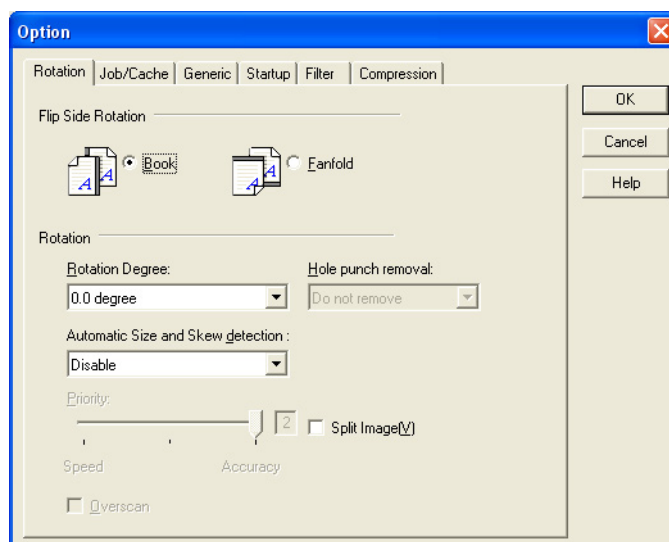 Option
Rotation Job/Cache Generic Startup Filter Compression
OK
Cancel
Help
Flip Side Rotation
A A Book A A Fanfold
Rotation
Rotation Degree: Hole punch removal:
0.0 degree Do not remove
Automatic Size and Skew detection :
Disable
Priority:
2 Split Image(V)
Speed Accuracy
Overscan